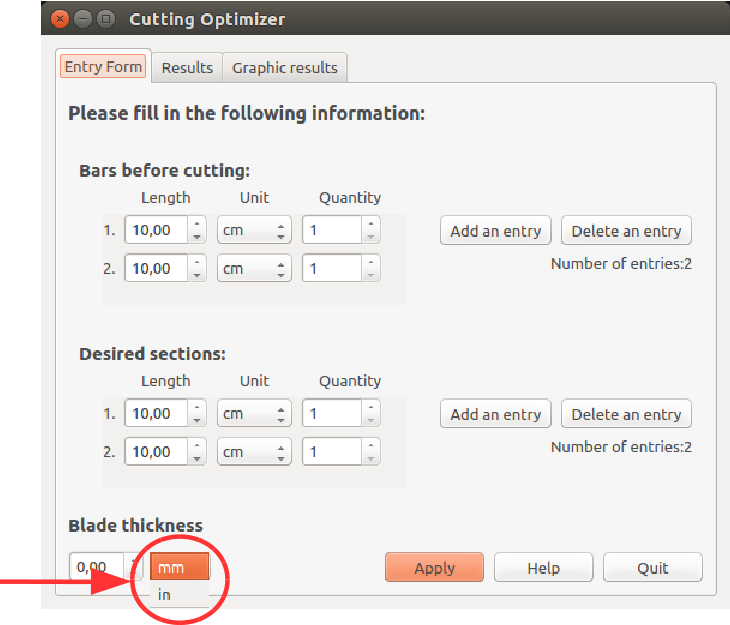 Cutting Optimizer
Entry Form Results Graphic results
Please fill in the following information:
Bars before cutting:
Length Unit Quantity
1. 10,00 cm 1 Add an entry Delete an entry
2. 10,00 cm 1 Number of entries:2
Desired sections:
Length Unit Quantity
1. 10,00 cm 1 Add an entry Delete an entry
2. 10,00 cm 1 Number of entries:2
Blade thickness
0,00 mm Apply Help Quit
in